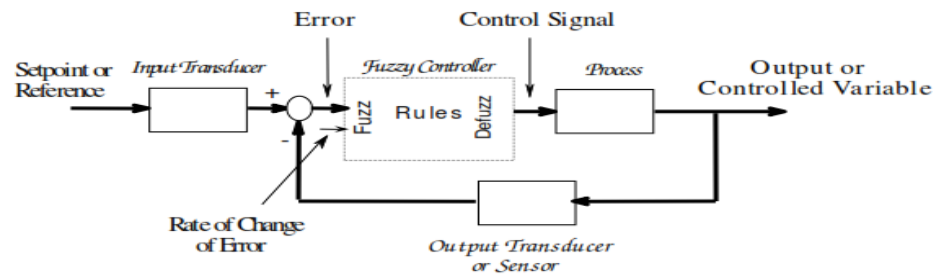 Error
Control Signal
Setpoint or
Reference
Input Transducer
Fuzzy Controller
Process
Output or
Controlled Variable
+
-
Fuzz
Rules
Defuzz
Rate of Change
of Error
Output Transducer
or Sensor